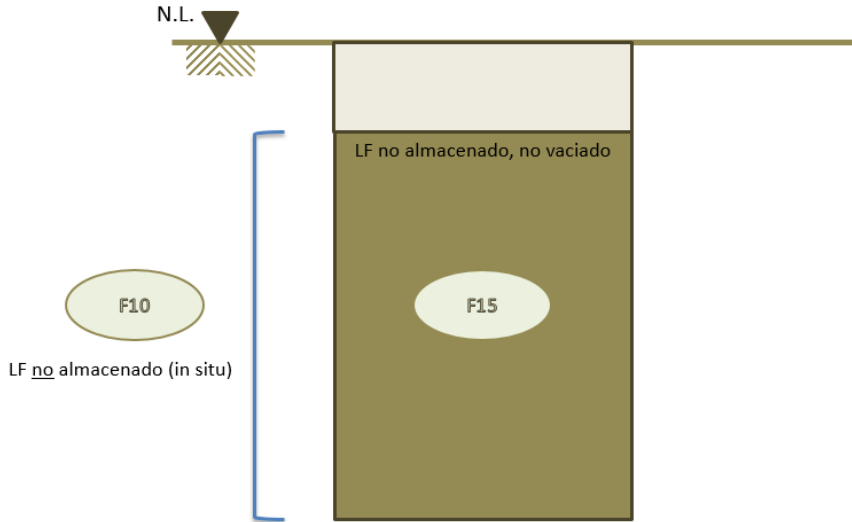 N.L.
LF no almacenado, no vaciado
F10
F15
LF no almacenado (in situ)